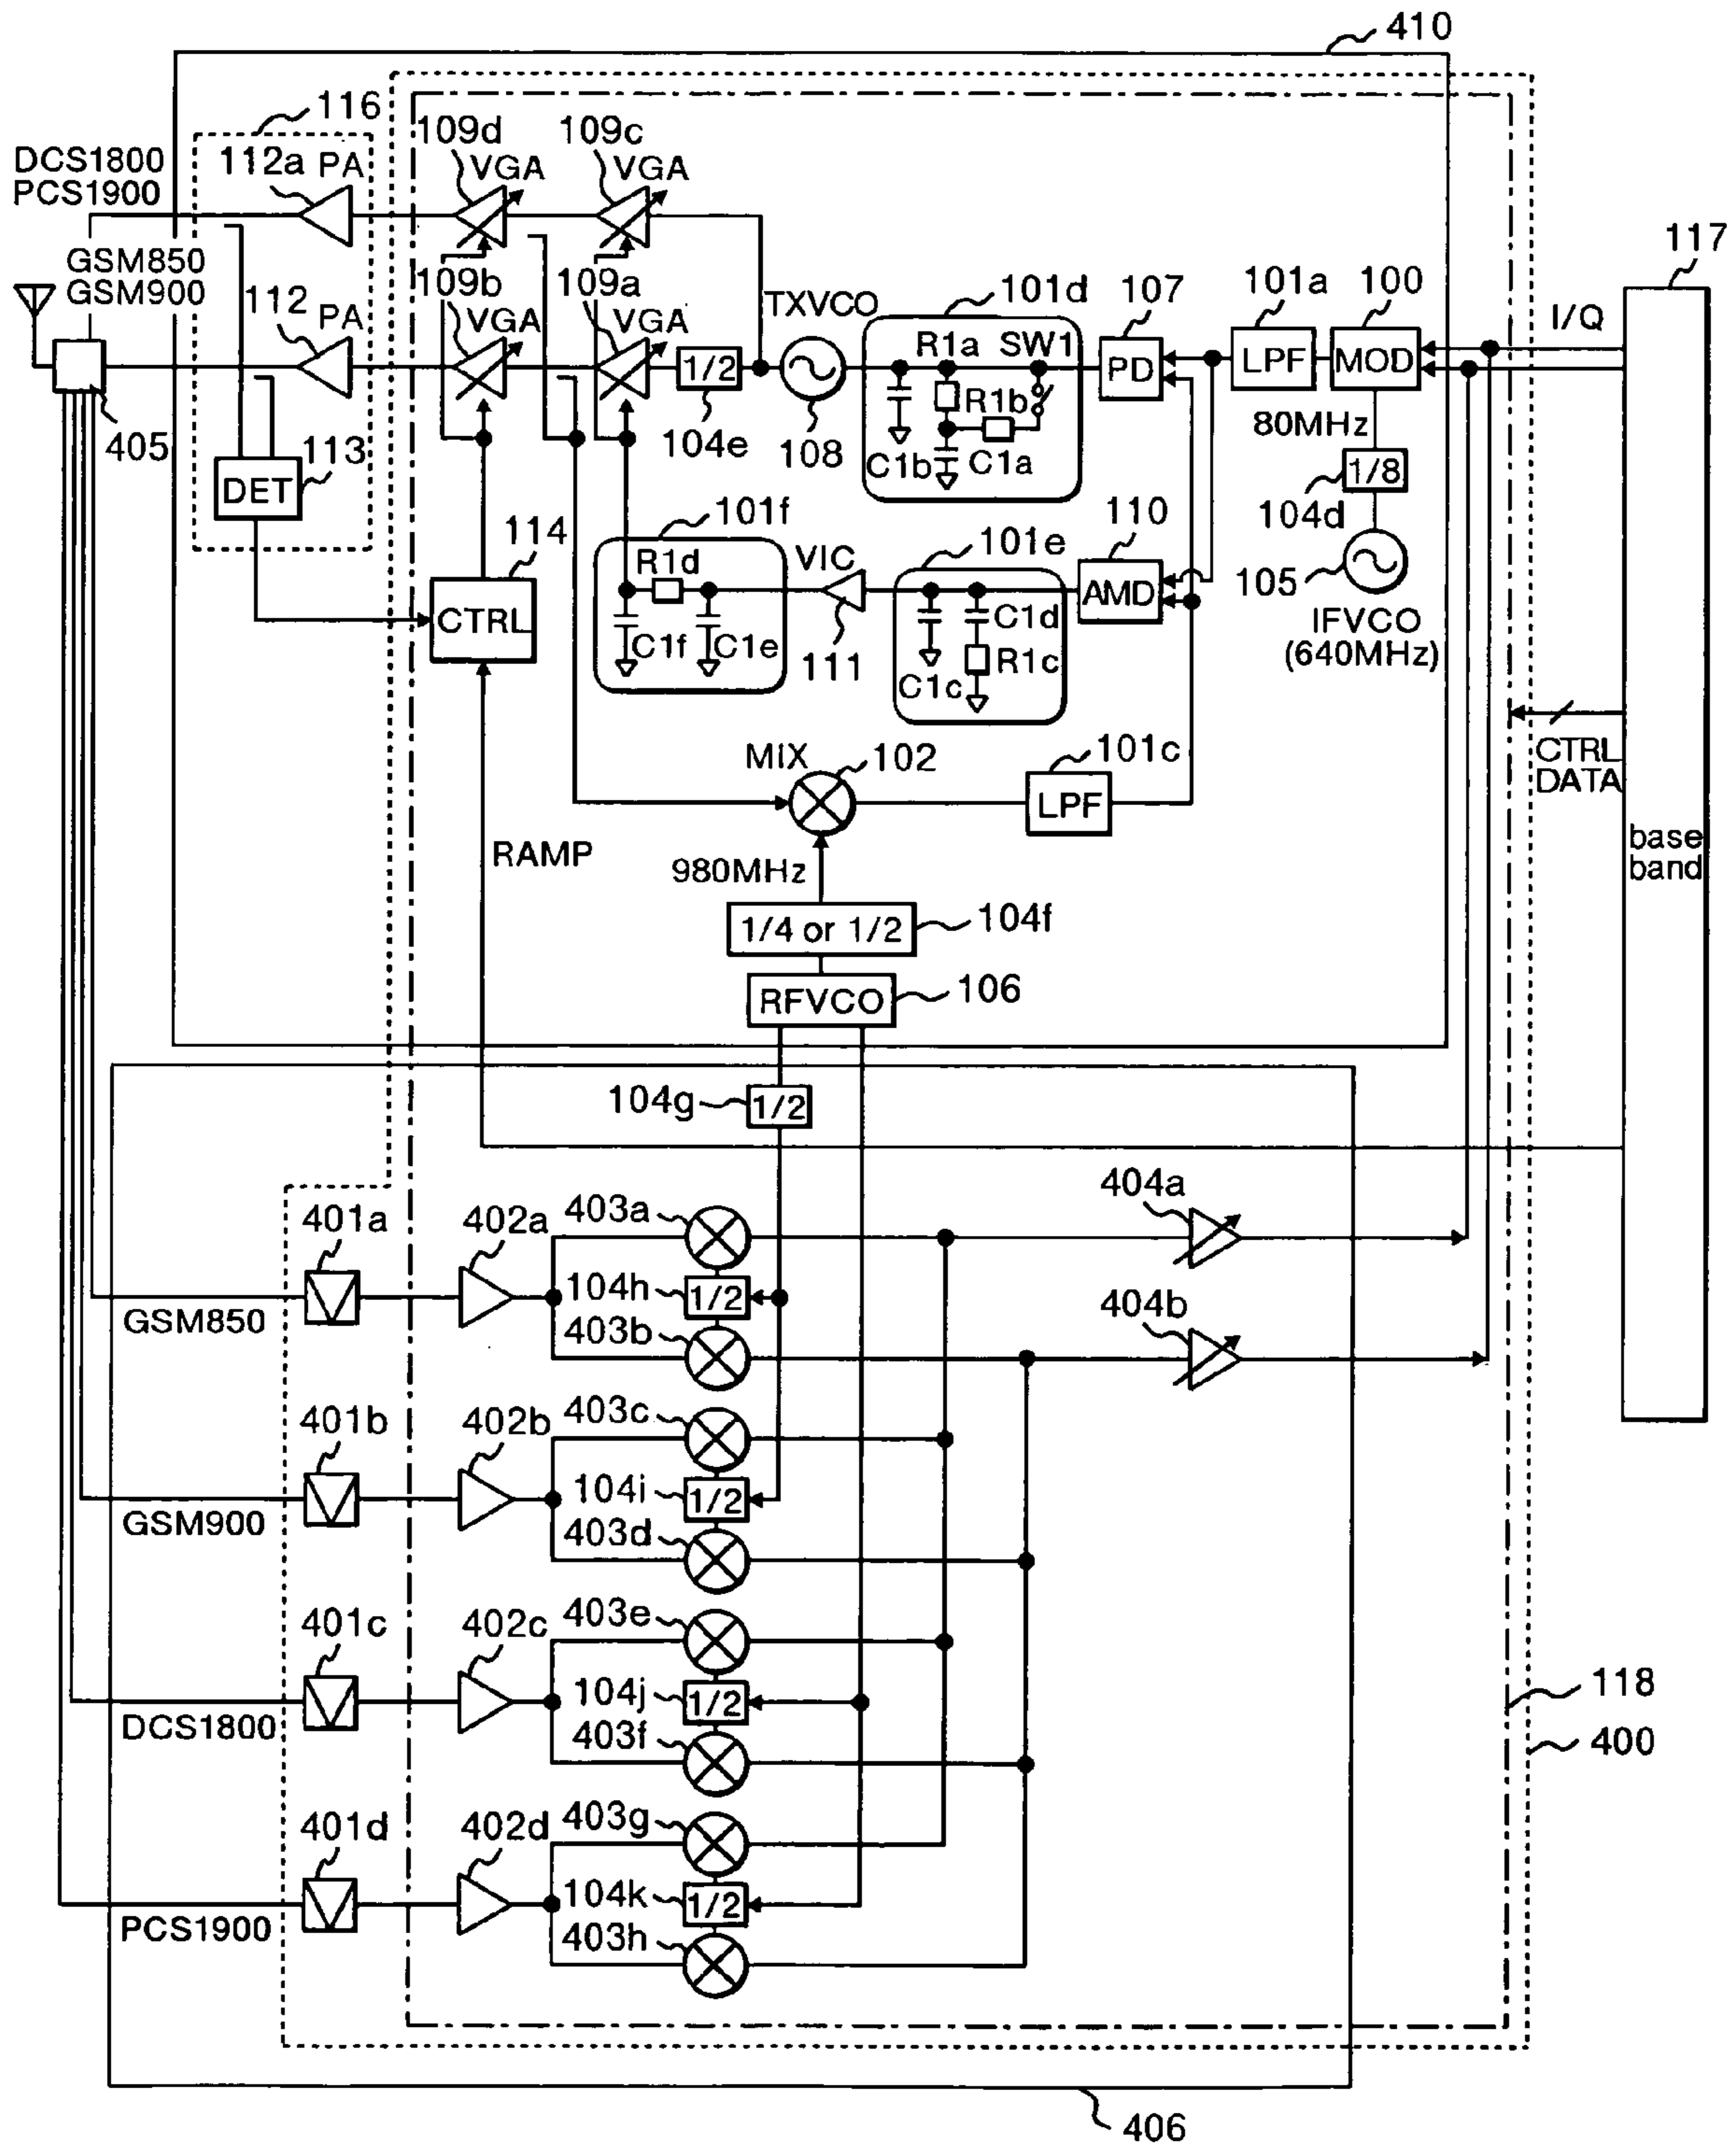 410
116
109d
109c
DCS1800
PCS1900
112a PA
VGA
VGA
117
GSM850
GSM900
112
PA
109b
109a
VGA
VGA
TXVCO
101d
107
101a
100
I/Q
1/2
R1a
SW1
PD
LPF
MOD
R1b
405
113
104e
108
C1b
C1a
80MHz
1/8
DET
104d
101f
110
114
R1d
VIC
101e
105
CTRL
AMD
C1d
IFVCO
(640MHz)
C1f
C1e
111
C1c
R1c
MIX
102
101c
CTRL
DATA
LPF
RAMP
980MHz
base
band
1/4 or 1/2
104f
RFVCO
106
104g
1/2
401a
402a
403a
404a
104h
1/2
GSM850
403b
404b
401b
402b
403c
104i
1/2
GSM900
403d
401c
402c
403e
104j
1/2
118
DCS1800
403f
400
401d
402d
403g
104k
1/2
PCS1900
403h
406